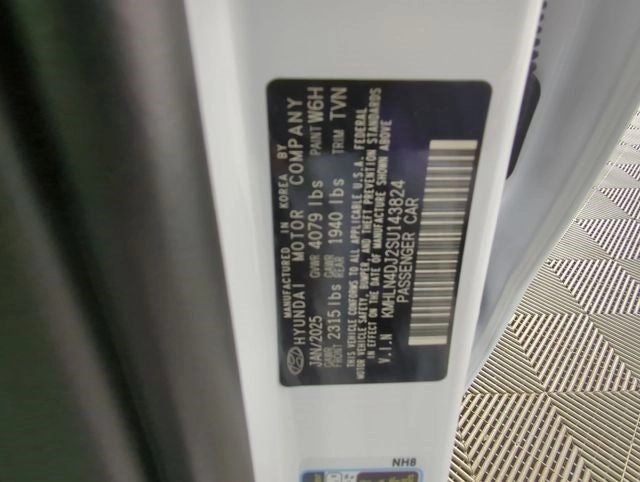 MANUFACTURED IN KOREA BY
HYUNDAI MOTOR COMPANY
JAN/2025 GVWR 4079 lbs PAINT W6H
GAWR FRONT 2315 lbs GAWR REAR 1940 lbs TRIM TVN
THIS VEHICLE CONFORMS TO ALL APPLICABLE U.S.A. FEDERAL
MOTOR VEHICLE SAFETY, BUMPER, AND THEFT PREVENTION STANDARDS
IN EFFECT ON THE DATE OF MANUFACTURE SHOWN ABOVE
V.I.N KMHLN4DJ2SU143824
PASSENGER CAR
NH8